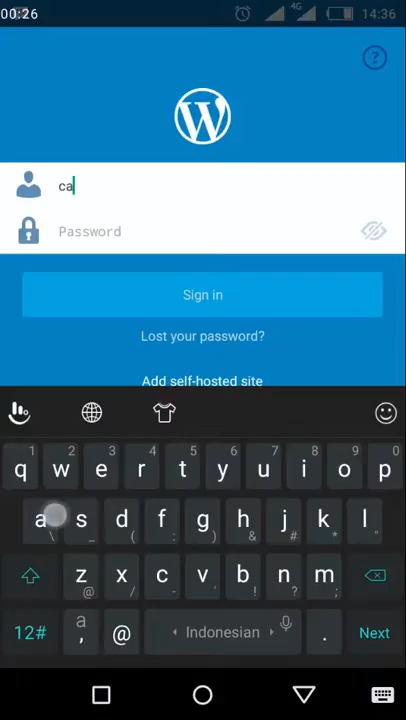 00:26 4G 14:36
?
W
ca
Password
Sign in
Lost your password?
Add self-hosted site
1 2 3 4 5 6 7 8 9 0
q w e r t y u i o p
a s d f g h j k l
\ _ ( : ) & # * "
z x c v b n m
@ / - ' ! ? ;
12# a , @ Indonesian . Next